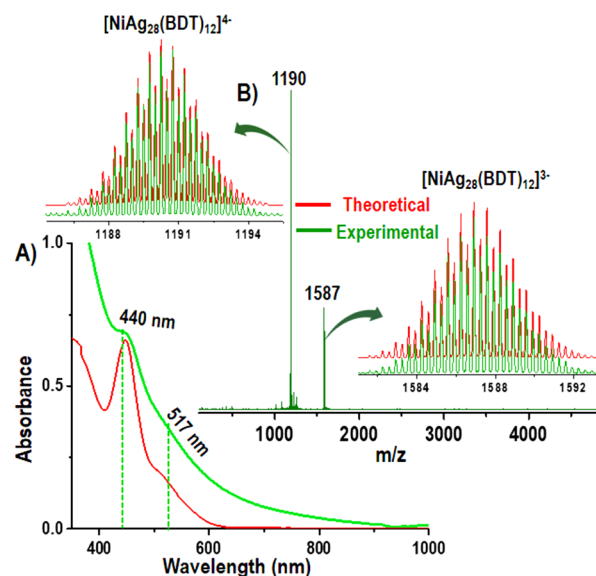 [NiAg28(BDT)12]4-
B)
1190
1188
1191
1194
[NiAg28(BDT)12]3-
Theoretical
Experimental
1587
1584
1588
1592
1000
2000
3000
4000
m/z
A)
1.0
0.5
0.0
Absorbance
440 nm
517 nm
400
600
800
1000
Wavelength (nm)